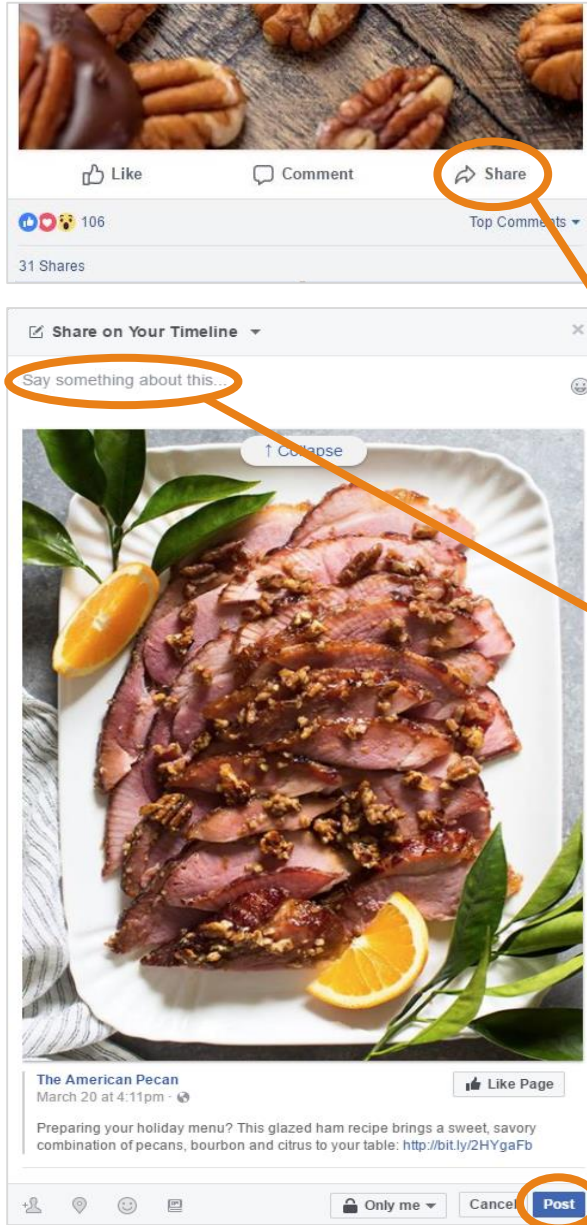 Like Comment Share
106 Top Comments
31 Shares
Share on Your Timeline
Say something about this...
↑ Collapse
The American Pecan
March 20 at 4:11pm ·
Like Page
Preparing your holiday menu? This glazed ham recipe brings a sweet, savory
combination of pecans, bourbon and citrus to your table: http://bit.ly/2HYgaFb
Only me Cancel Post